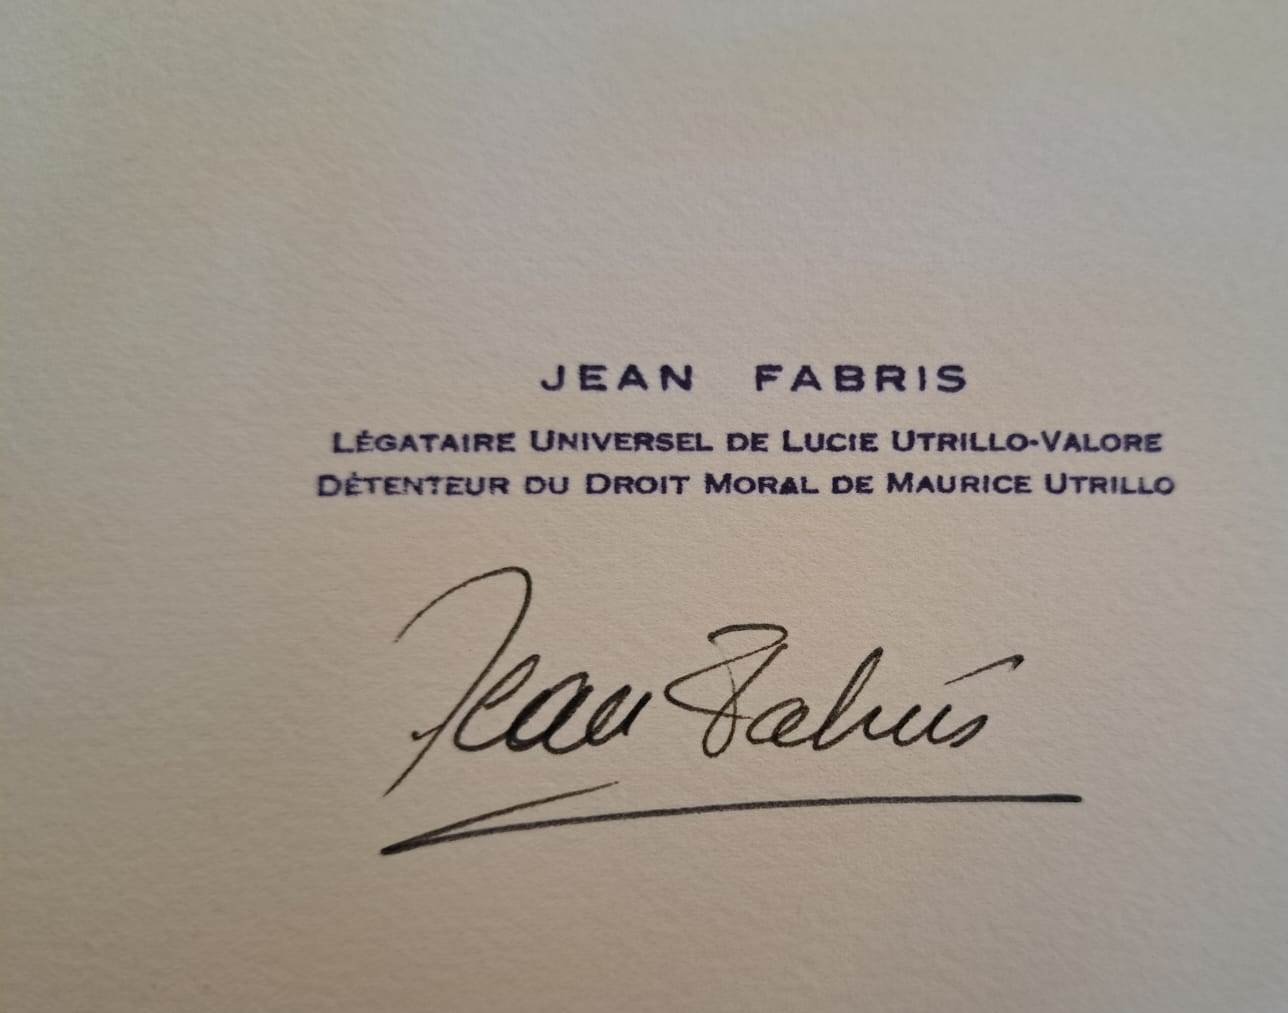 JEAN FABRIS
LÉGATAIRE UNIVERSEL DE LUCIE UTRILLO-VALORE
DÉTENTEUR DU DROIT MORAL DE MAURICE UTRILLO
Jean Fabris